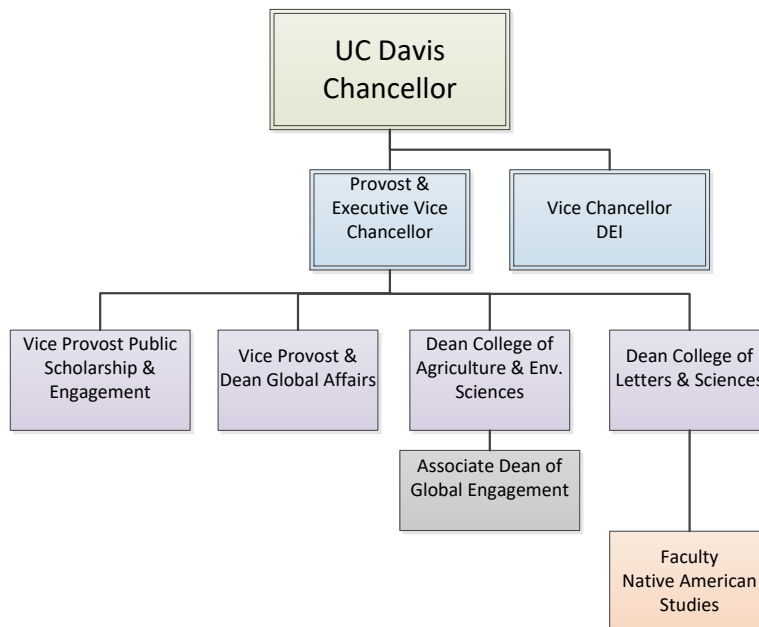 UC Davis
Chancellor
Provost &
Executive Vice
Chancellor
Vice Chancellor
DEI
Vice Provost Public
Scholarship &
Engagement
Vice Provost &
Dean Global Affairs
Dean College of
Agriculture & Env.
Sciences
Dean College of
Letters & Sciences
Associate Dean of
Global Engagement
Faculty
Native American
Studies